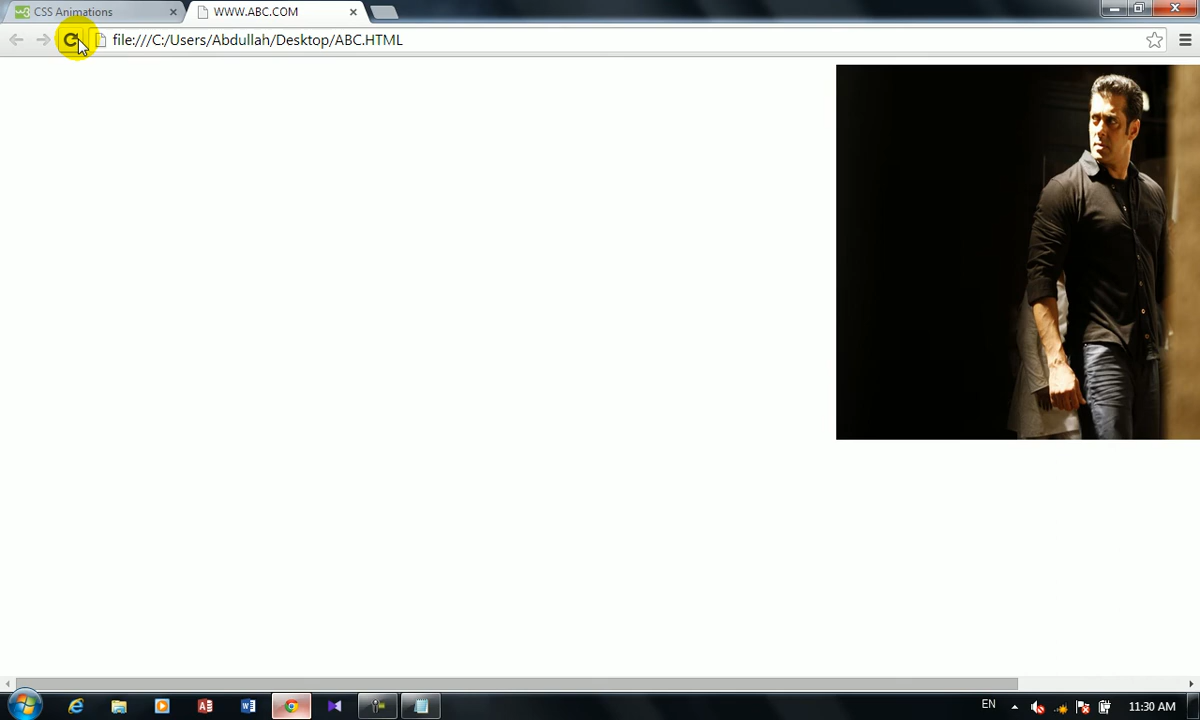 CSS Animations
WWW.ABC.COM
file:///C:/Users/Abdullah/Desktop/ABC.HTML
EN
11:30 AM